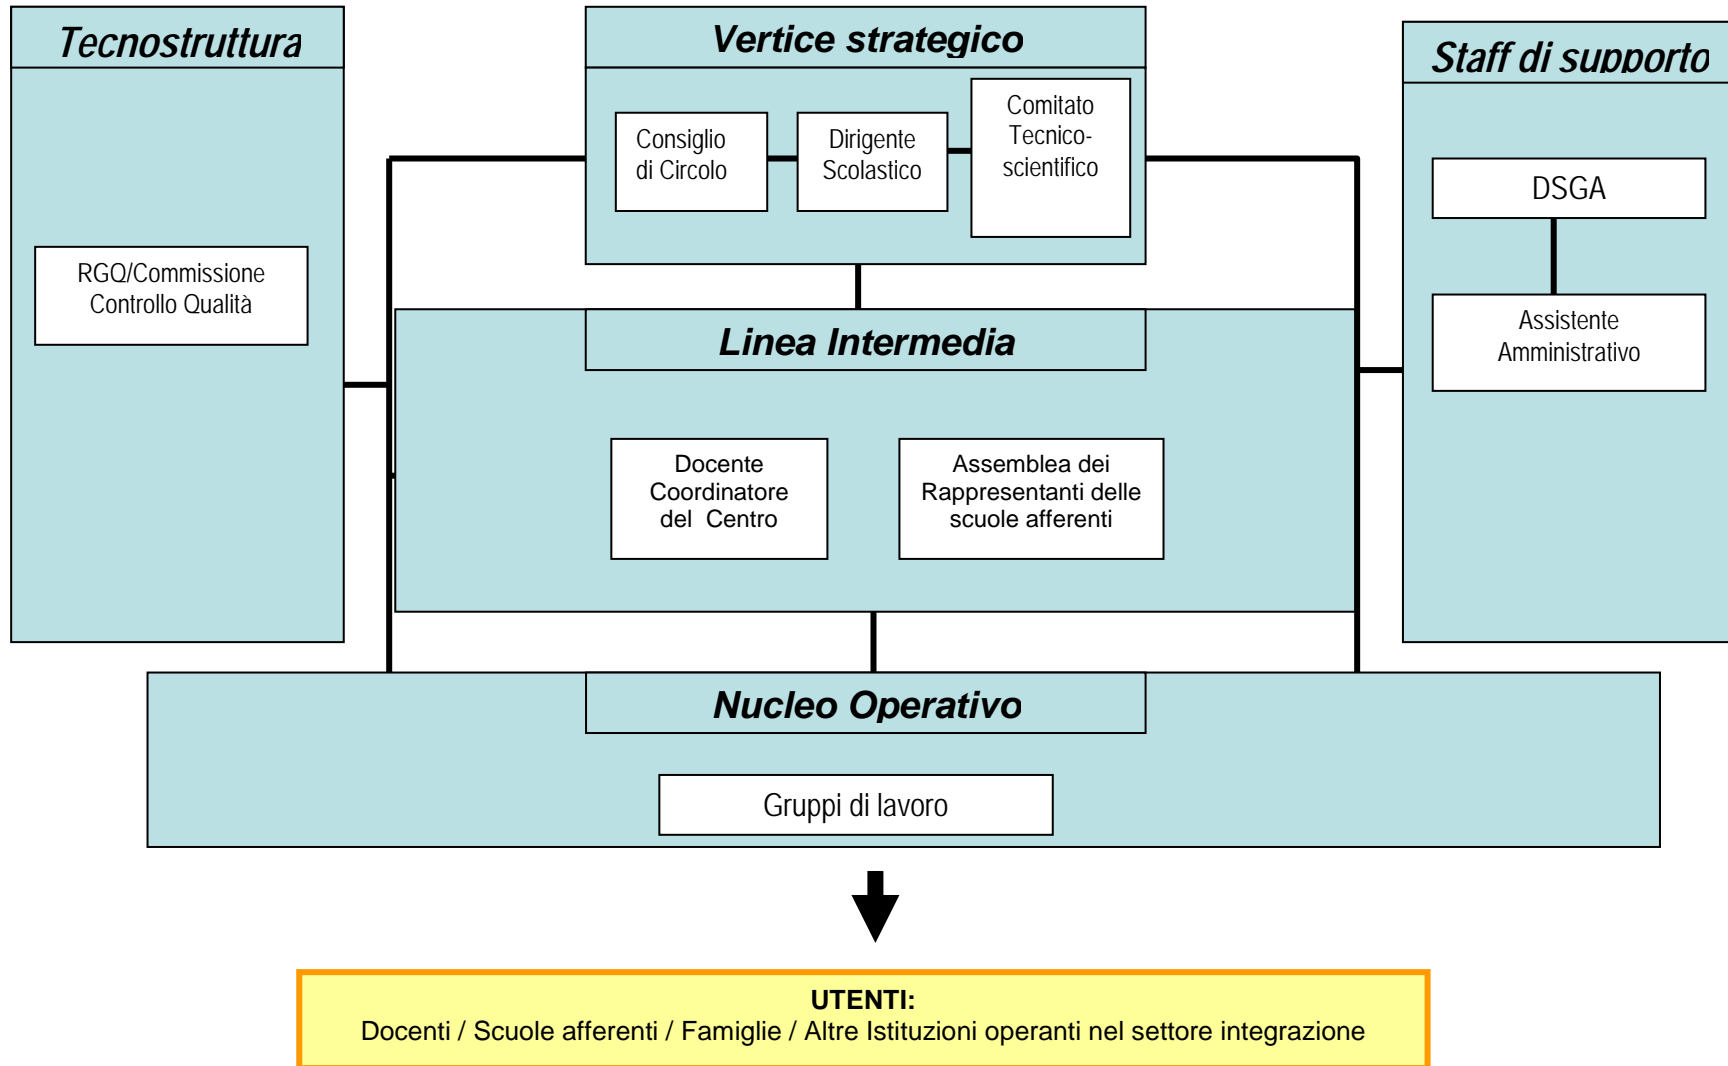 Tecnostruttura
Vertice strategico
Staff di supporto
Consiglio
di Circolo
Dirigente
Scolastico
Comitato
Tecnico-
scientifico
DSGA
Assistente
Amministrativo
RGQ/Commissione
Controllo Qualità
Linea Intermedia
Docente
Coordinatore
del Centro
Assemblea dei
Rappresentanti delle
scuole afferenti
Nucleo Operativo
Gruppi di lavoro
UTENTI:
Docenti / Scuole afferenti / Famiglie / Altre Istituzioni operanti nel settore integrazione